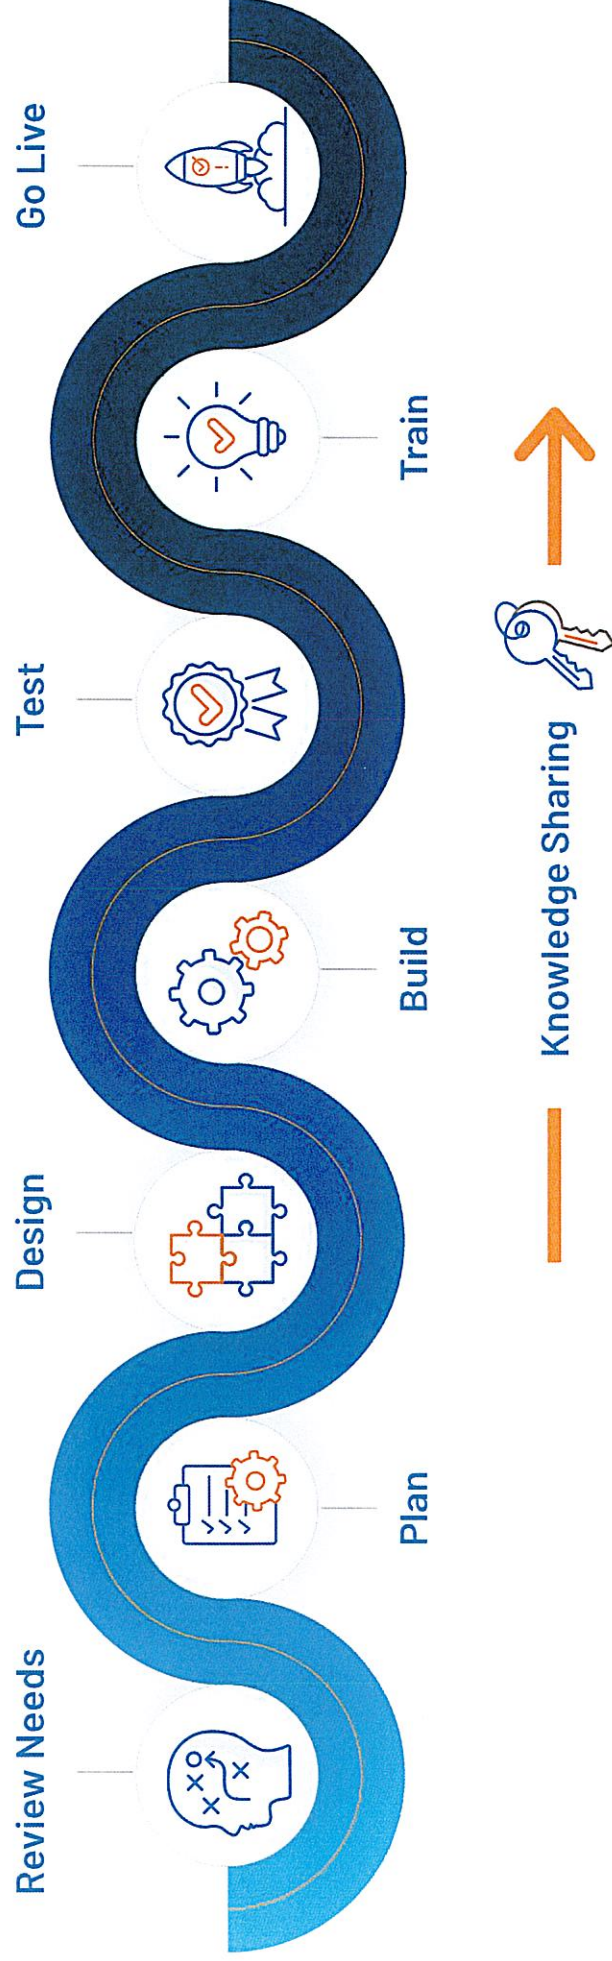 Review Needs
Plan
Design
Build
Test
Train
Go Live
Knowledge Sharing